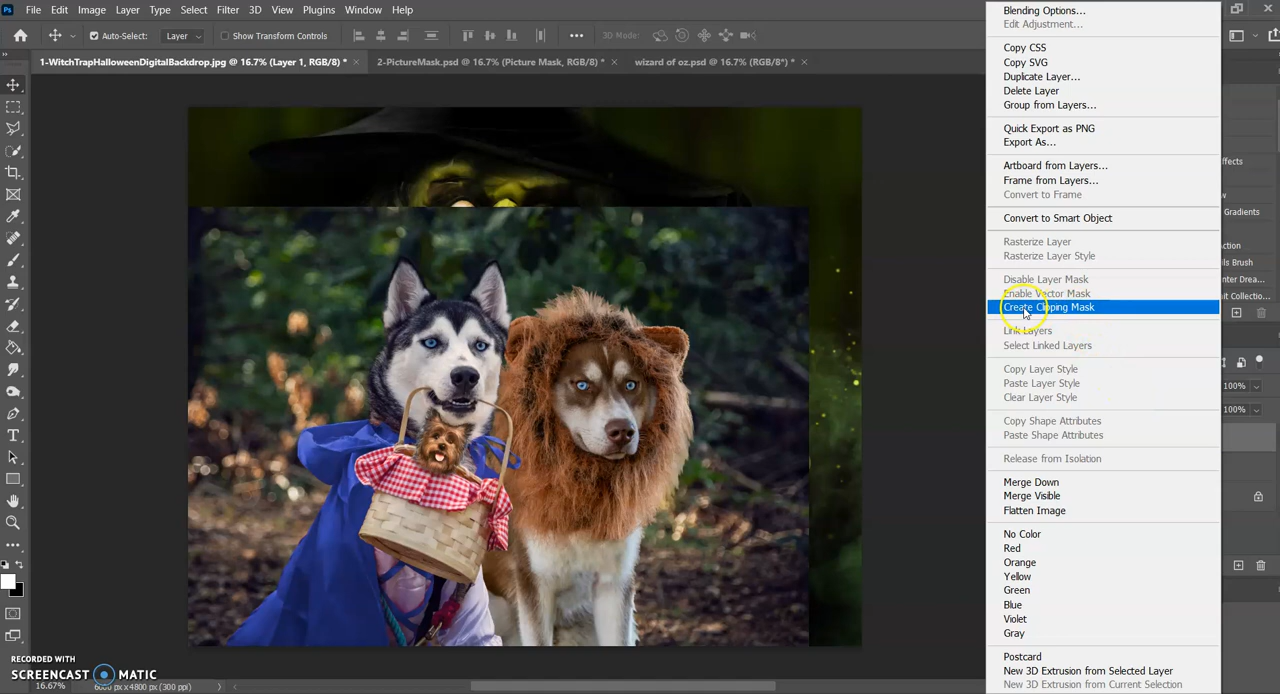 Ps File Edit Image Layer Type Select Filter 3D View Plugins Window Help
Auto-Select: Layer Show Transform Controls 3D Mode:
1-WitchTrapHalloweenDigitalBackdrop.jpg @ 16.7% (Layer 1, RGB/8) * × 2-PictureMask.psd @ 16.7% (Picture Mask, RGB/8) * × wizard of oz.psd @ 16.7% (RGB/8*) * ×
Blending Options...
Edit Adjustment...
Copy CSS
Copy SVG
Duplicate Layer...
Delete Layer
Group from Layers...
Quick Export as PNG
Export As...
Artboard from Layers...
Frame from Layers...
Convert to Frame
Convert to Smart Object
Rasterize Layer
Rasterize Layer Style
Disable Layer Mask
Enable Vector Mask
Create Clipping Mask
Link Layers
Select Linked Layers
Copy Layer Style
Paste Layer Style
Clear Layer Style
Copy Shape Attributes
Paste Shape Attributes
Release from Isolation
Merge Down
Merge Visible
Flatten Image
No Color
Red
Orange
Yellow
Green
Blue
Violet
Gray
Postcard
New 3D Extrusion from Selected Layer
New 3D Extrusion from Current Selection
Gradients
100%
100%
RECORDED WITH
SCREENCAST MATIC
16.67% 6000 px x 4800 px (300 ppi)